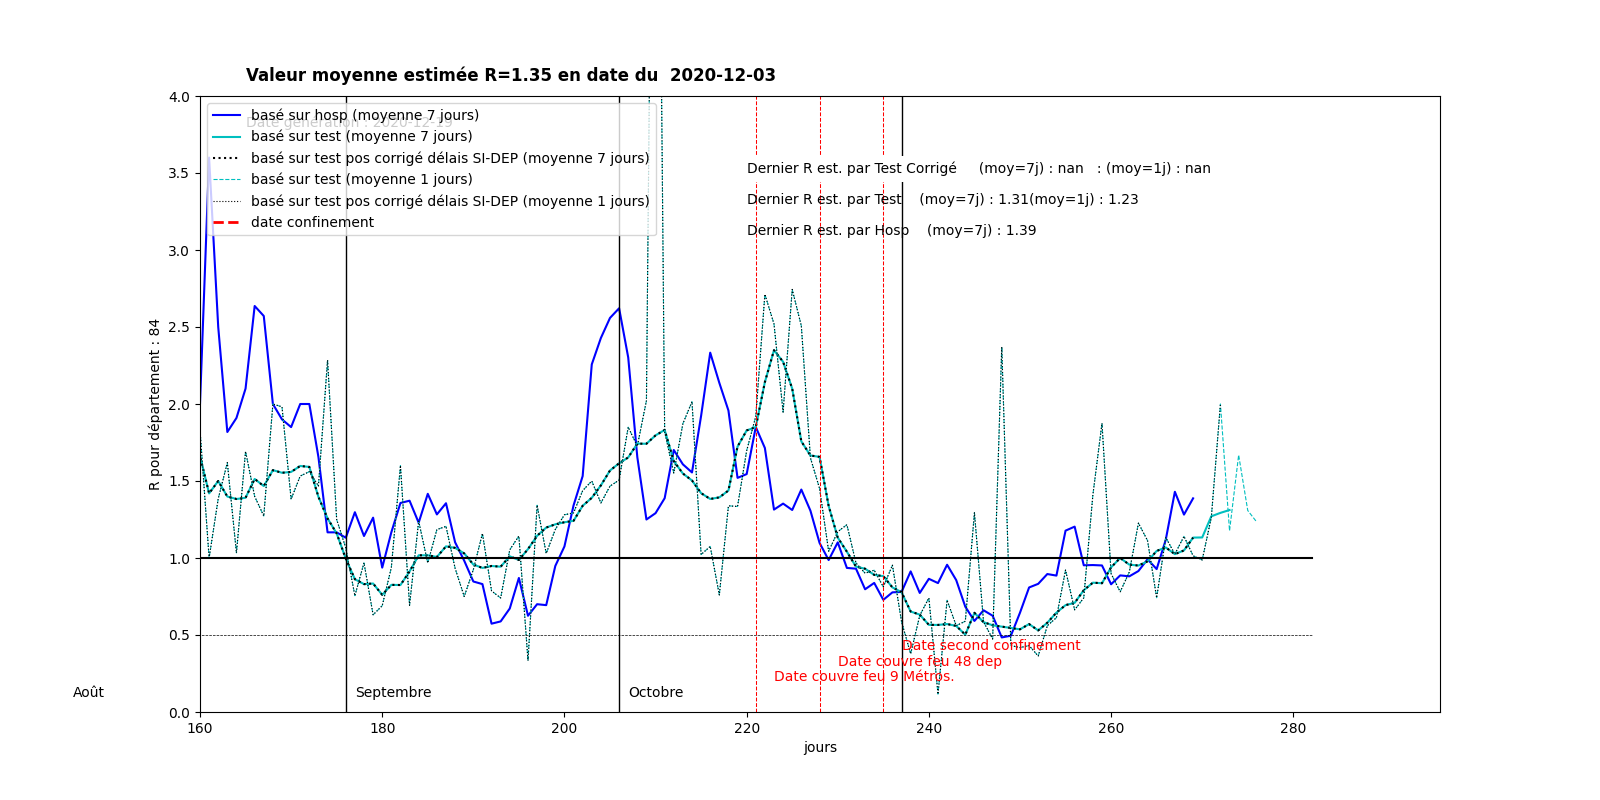 Valeur moyenne estimée R=1.35 en date du  2020-12-03
4.0
3.5
3.0
2.5
2.0
1.5
1.0
0.5
0.0
R pour département : 84
basé sur hosp (moyenne 7 jours)
basé sur test (moyenne 7 jours)
basé sur test pos corrigé délais SI-DEP (moyenne 7 jours)
basé sur test (moyenne 1 jours)
basé sur test pos corrigé délais SI-DEP (moyenne 1 jours)
date confinement
Dernier R est. par Test Corrigé     (moy=7j) : nan   : (moy=1j) : nan
Dernier R est. par Test    (moy=7j) : 1.31(moy=1j) : 1.23
Dernier R est. par Hosp    (moy=7j) : 1.39
Date second confinement
Date couvre feu 48 dep
Date couvre feu 9 Métros.
Août
Septembre
Octobre
160
180
200
220
240
260
280
jours